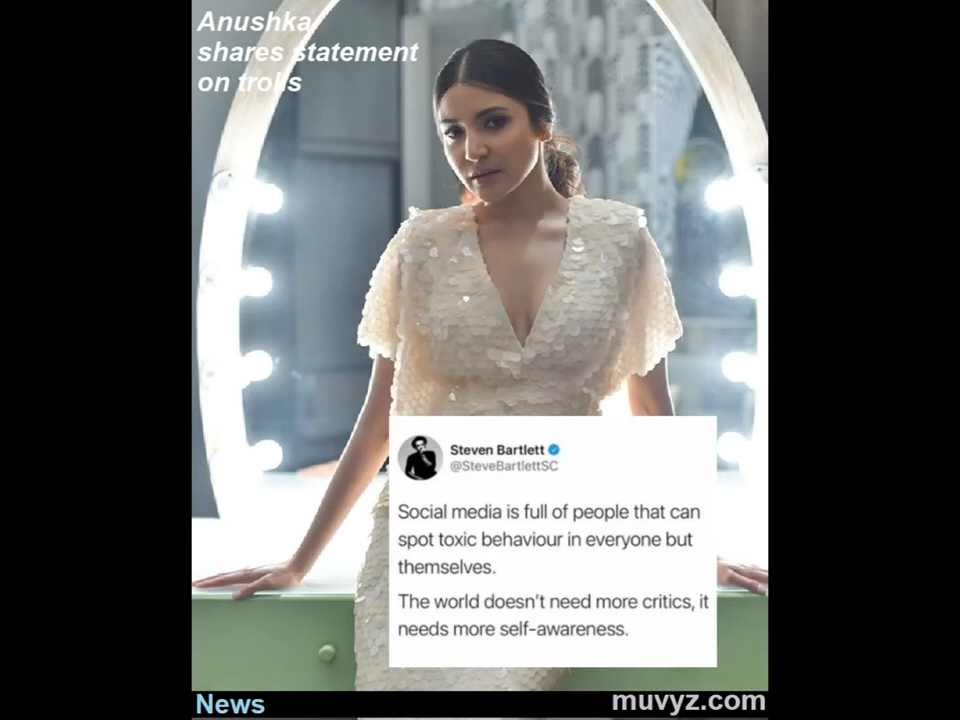 Anushka
shares statement
on trolls
Steven Bartlett
@SteveBartlettSC
Social media is full of people that can
spot toxic behaviour in everyone but
themselves.
The world doesn't need more critics, it
needs more self-awareness.
News
muvyz.com